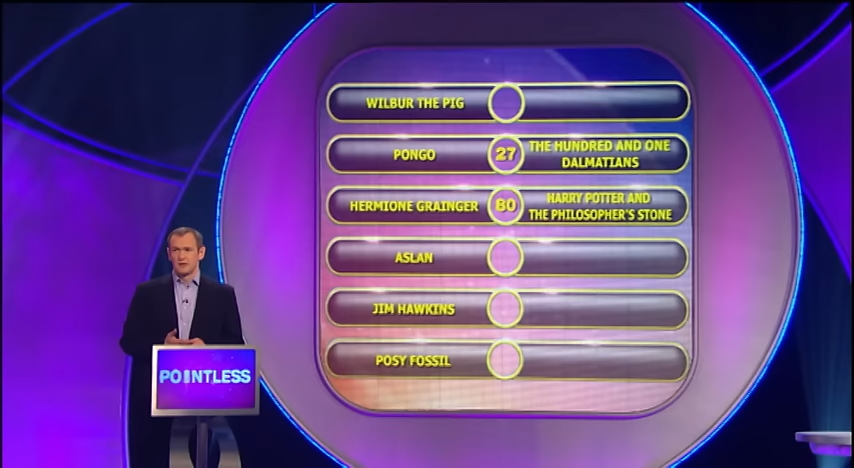 WILBUR THE PIG
PONGO
27
THE HUNDRED AND ONE
DALMATIANS
HERMIONE GRAINGER
80
HARRY POTTER AND
THE PHILOSOPHER'S STONE
ASLAN
JIM HAWKINS
POSY FOSSIL
POINTLESS